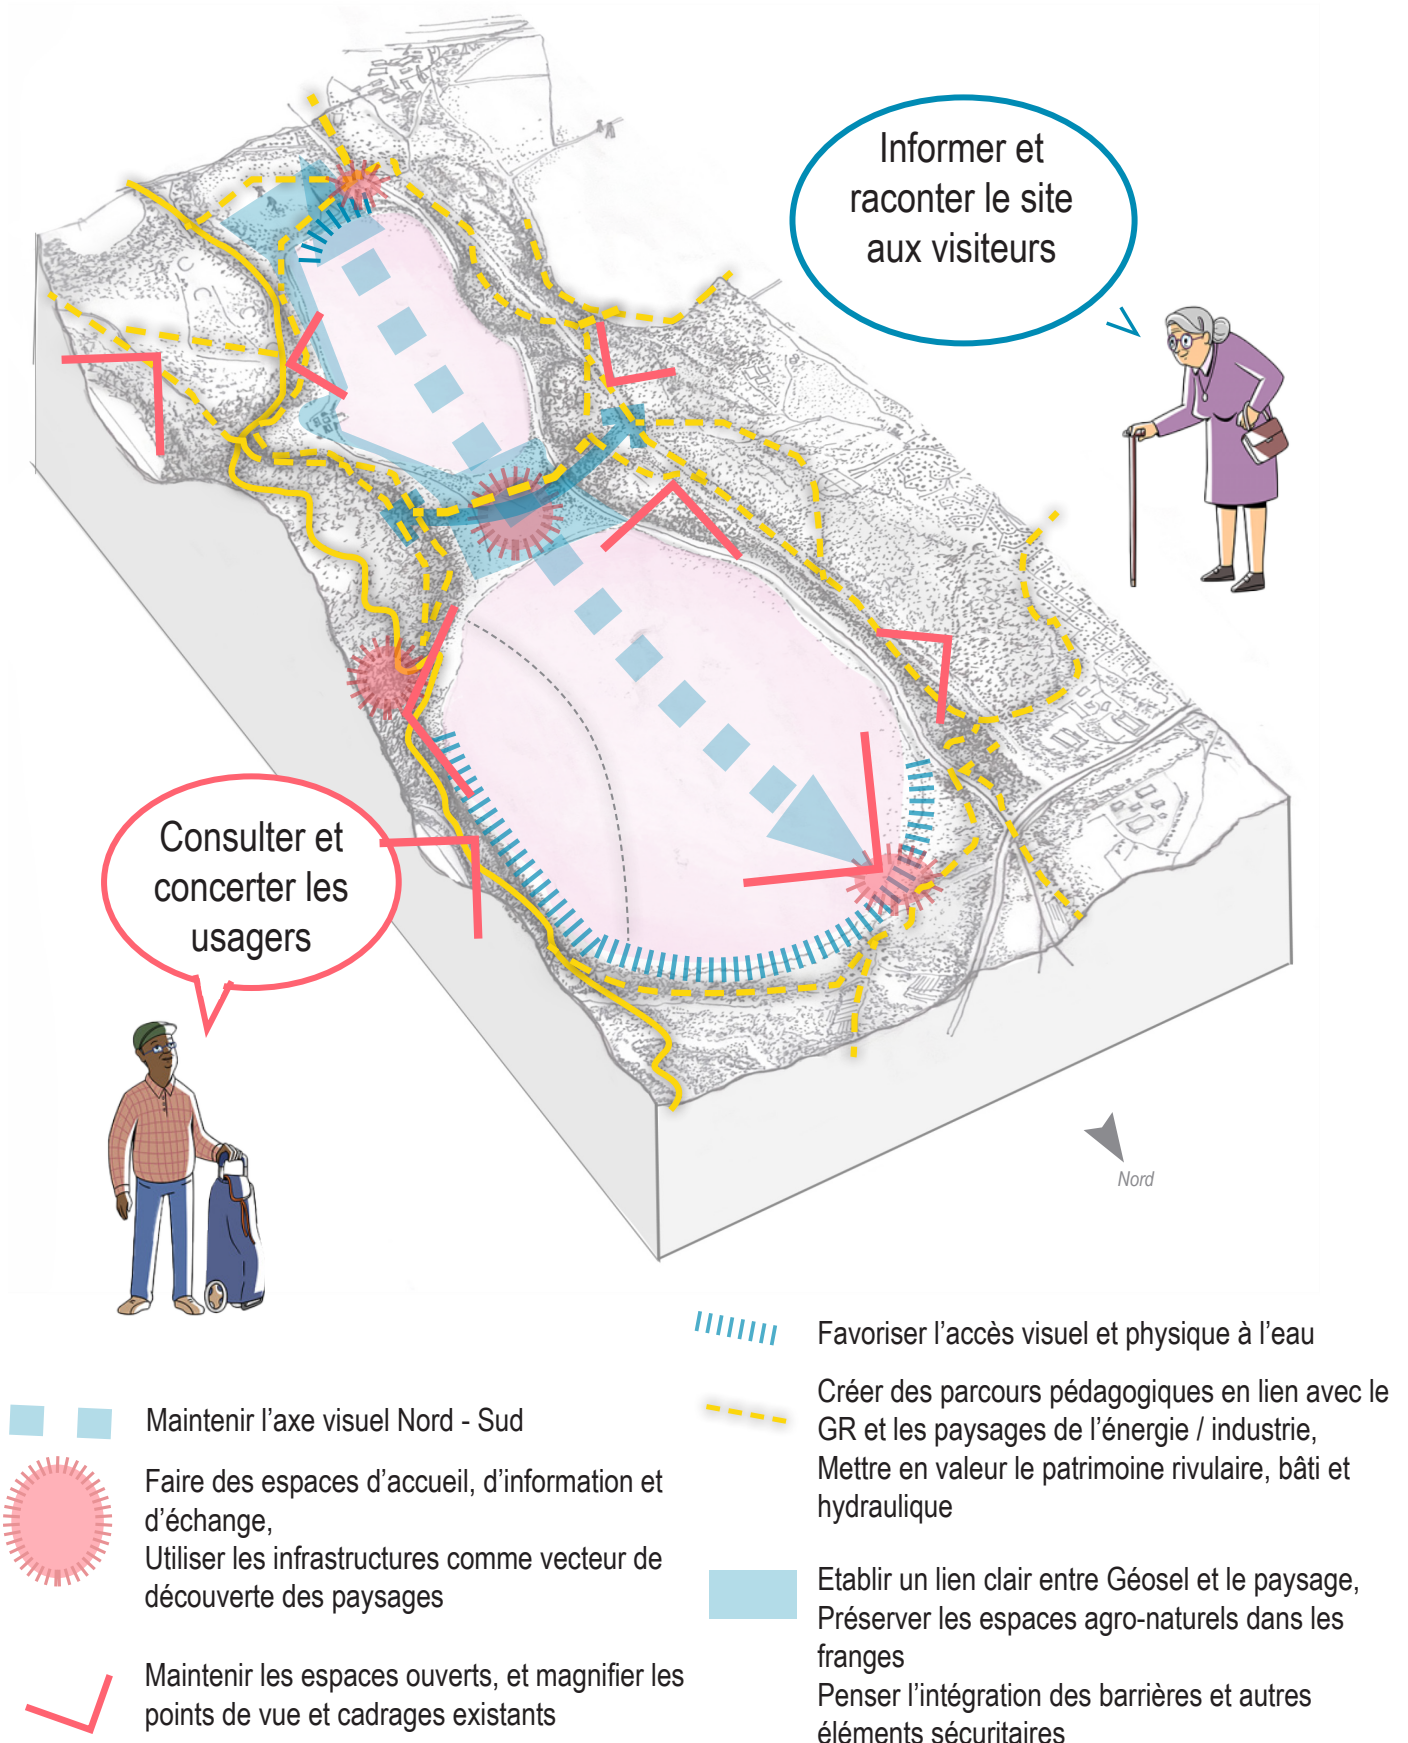 Informer et
raconter le site
aux visiteurs
Consulter et
concerter les
usagers
Nord
Maintenir l'axe visuel Nord - Sud
Faire des espaces d'accueil, d'information et
d'échange,
Utiliser les infrastructures comme vecteur de
découverte des paysages
Maintenir les espaces ouverts, et magnifier les
points de vue et cadrages existants
Favoriser l'accès visuel et physique à l'eau
Créer des parcours pédagogiques en lien avec le
GR et les paysages de l'énergie / industrie,
Mettre en valeur le patrimoine rivulaire, bâti et
hydraulique
Etablir un lien clair entre Géosel et le paysage,
Préserver les espaces agro-naturels dans les
franges
Penser l'intégration des barrières et autres
éléments sécuritaires